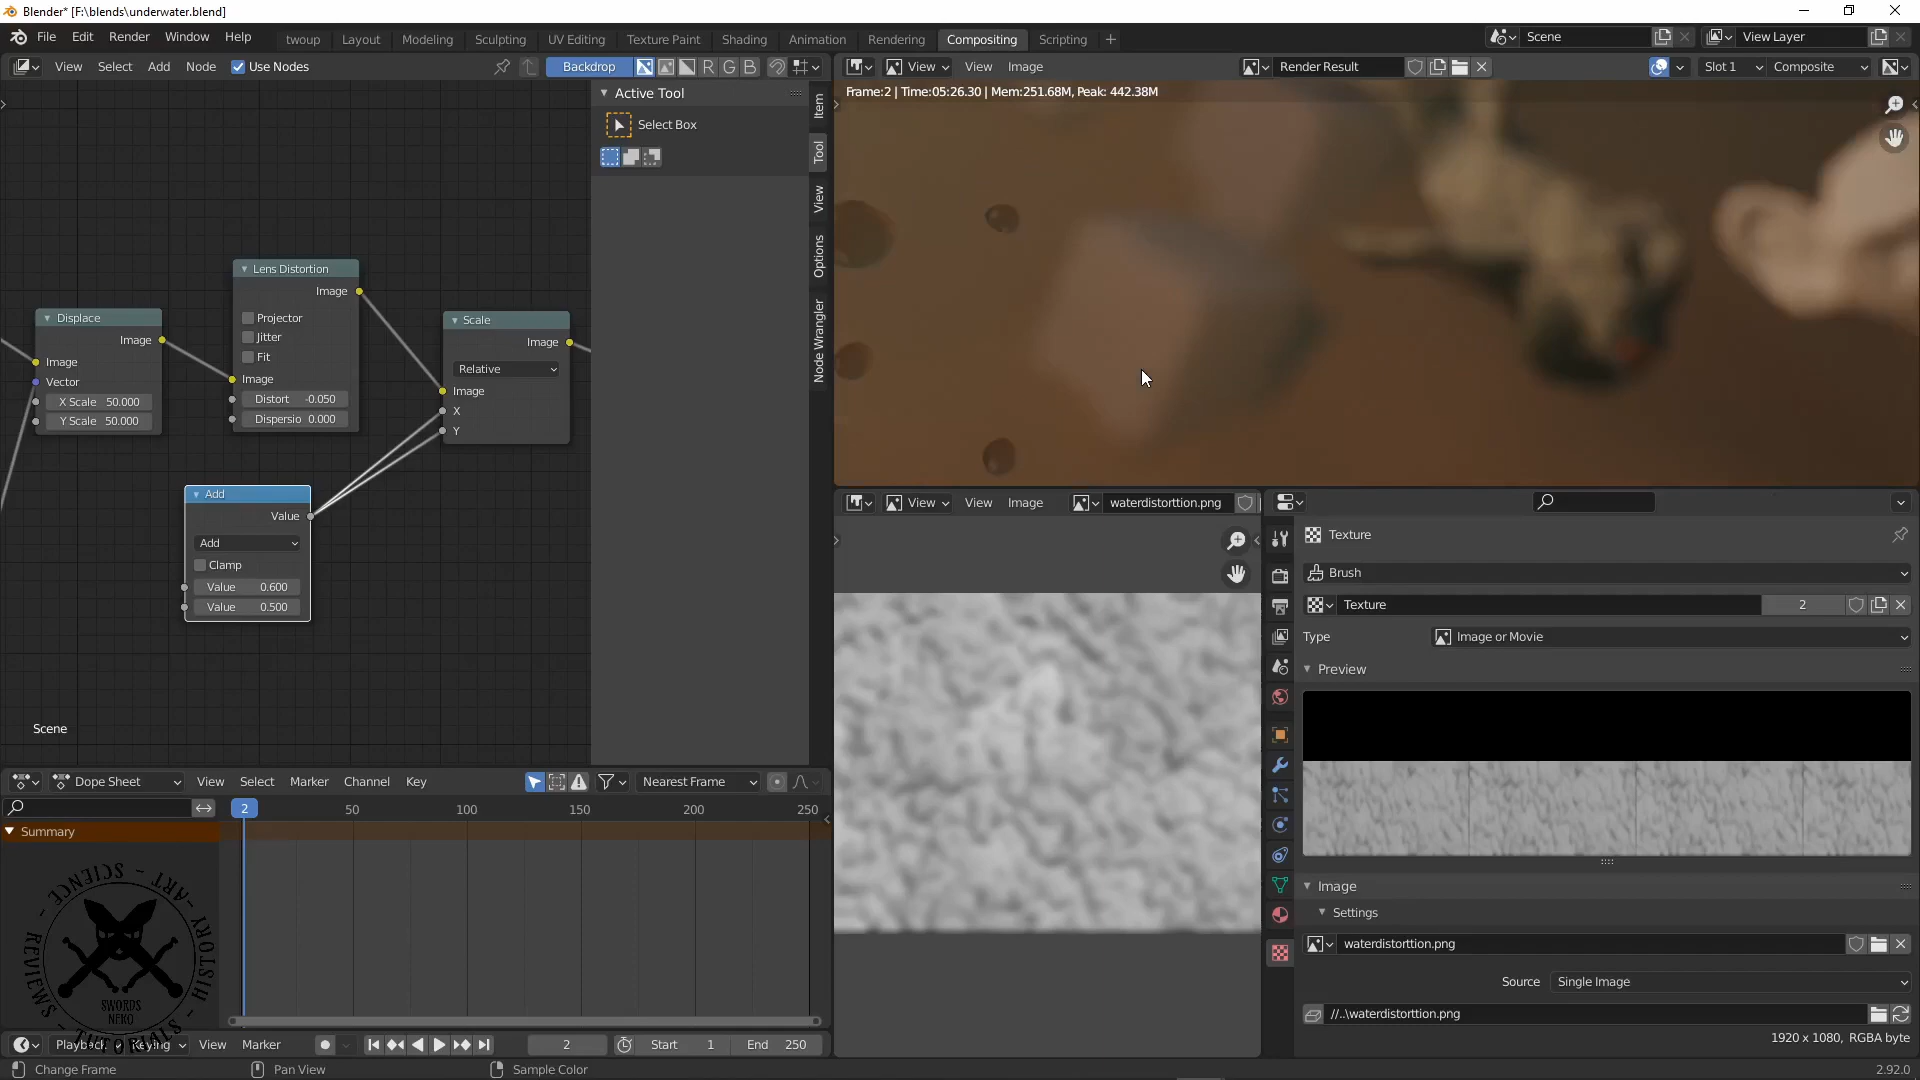 Blender* [F:\blends\underwater.blend]
File Edit Render Window Help twoup Layout Modeling Sculpting UV Editing Texture Paint Shading Animation Rendering Compositing Scripting Scene View Layer
View Select Add Node Use Nodes Backdrop R G B View View Image Render Result Slot 1 Composite
Active Tool
Select Box
Item
Tool
View
Options
Node Wrangler
Frame:2 | Time:05:26.30 | Mem:251.68M, Peak: 442.38M
Displace
Image
Image
Vector
X Scale 50.000
Y Scale 50.000
Lens Distortion
Image
Projector
Jitter
Fit
Image
Distort -0.050
Dispersio 0.000
Scale
Image
Relative
Image
X
Y
Add
Value
Add
Clamp
Value 0.600
Value 0.500
Scene
View View Image waterdistorttion.png
Texture
Brush
Texture 2
Type Image or Movie
Preview
Image
Settings
waterdistorttion.png
Source Single Image
//..\waterdistorttion.png
1920 x 1080, RGBA byte
Dope Sheet View Select Marker Channel Key Nearest Frame
2 50 100 150 200 250
Summary
REVIEWS - SCIENCE - ART - HISTORY - TUTORIALS
SWORDS
NEKO
Playback Keying View Marker 2 Start 1 End 250
Change Frame Pan View Sample Color 2.92.0